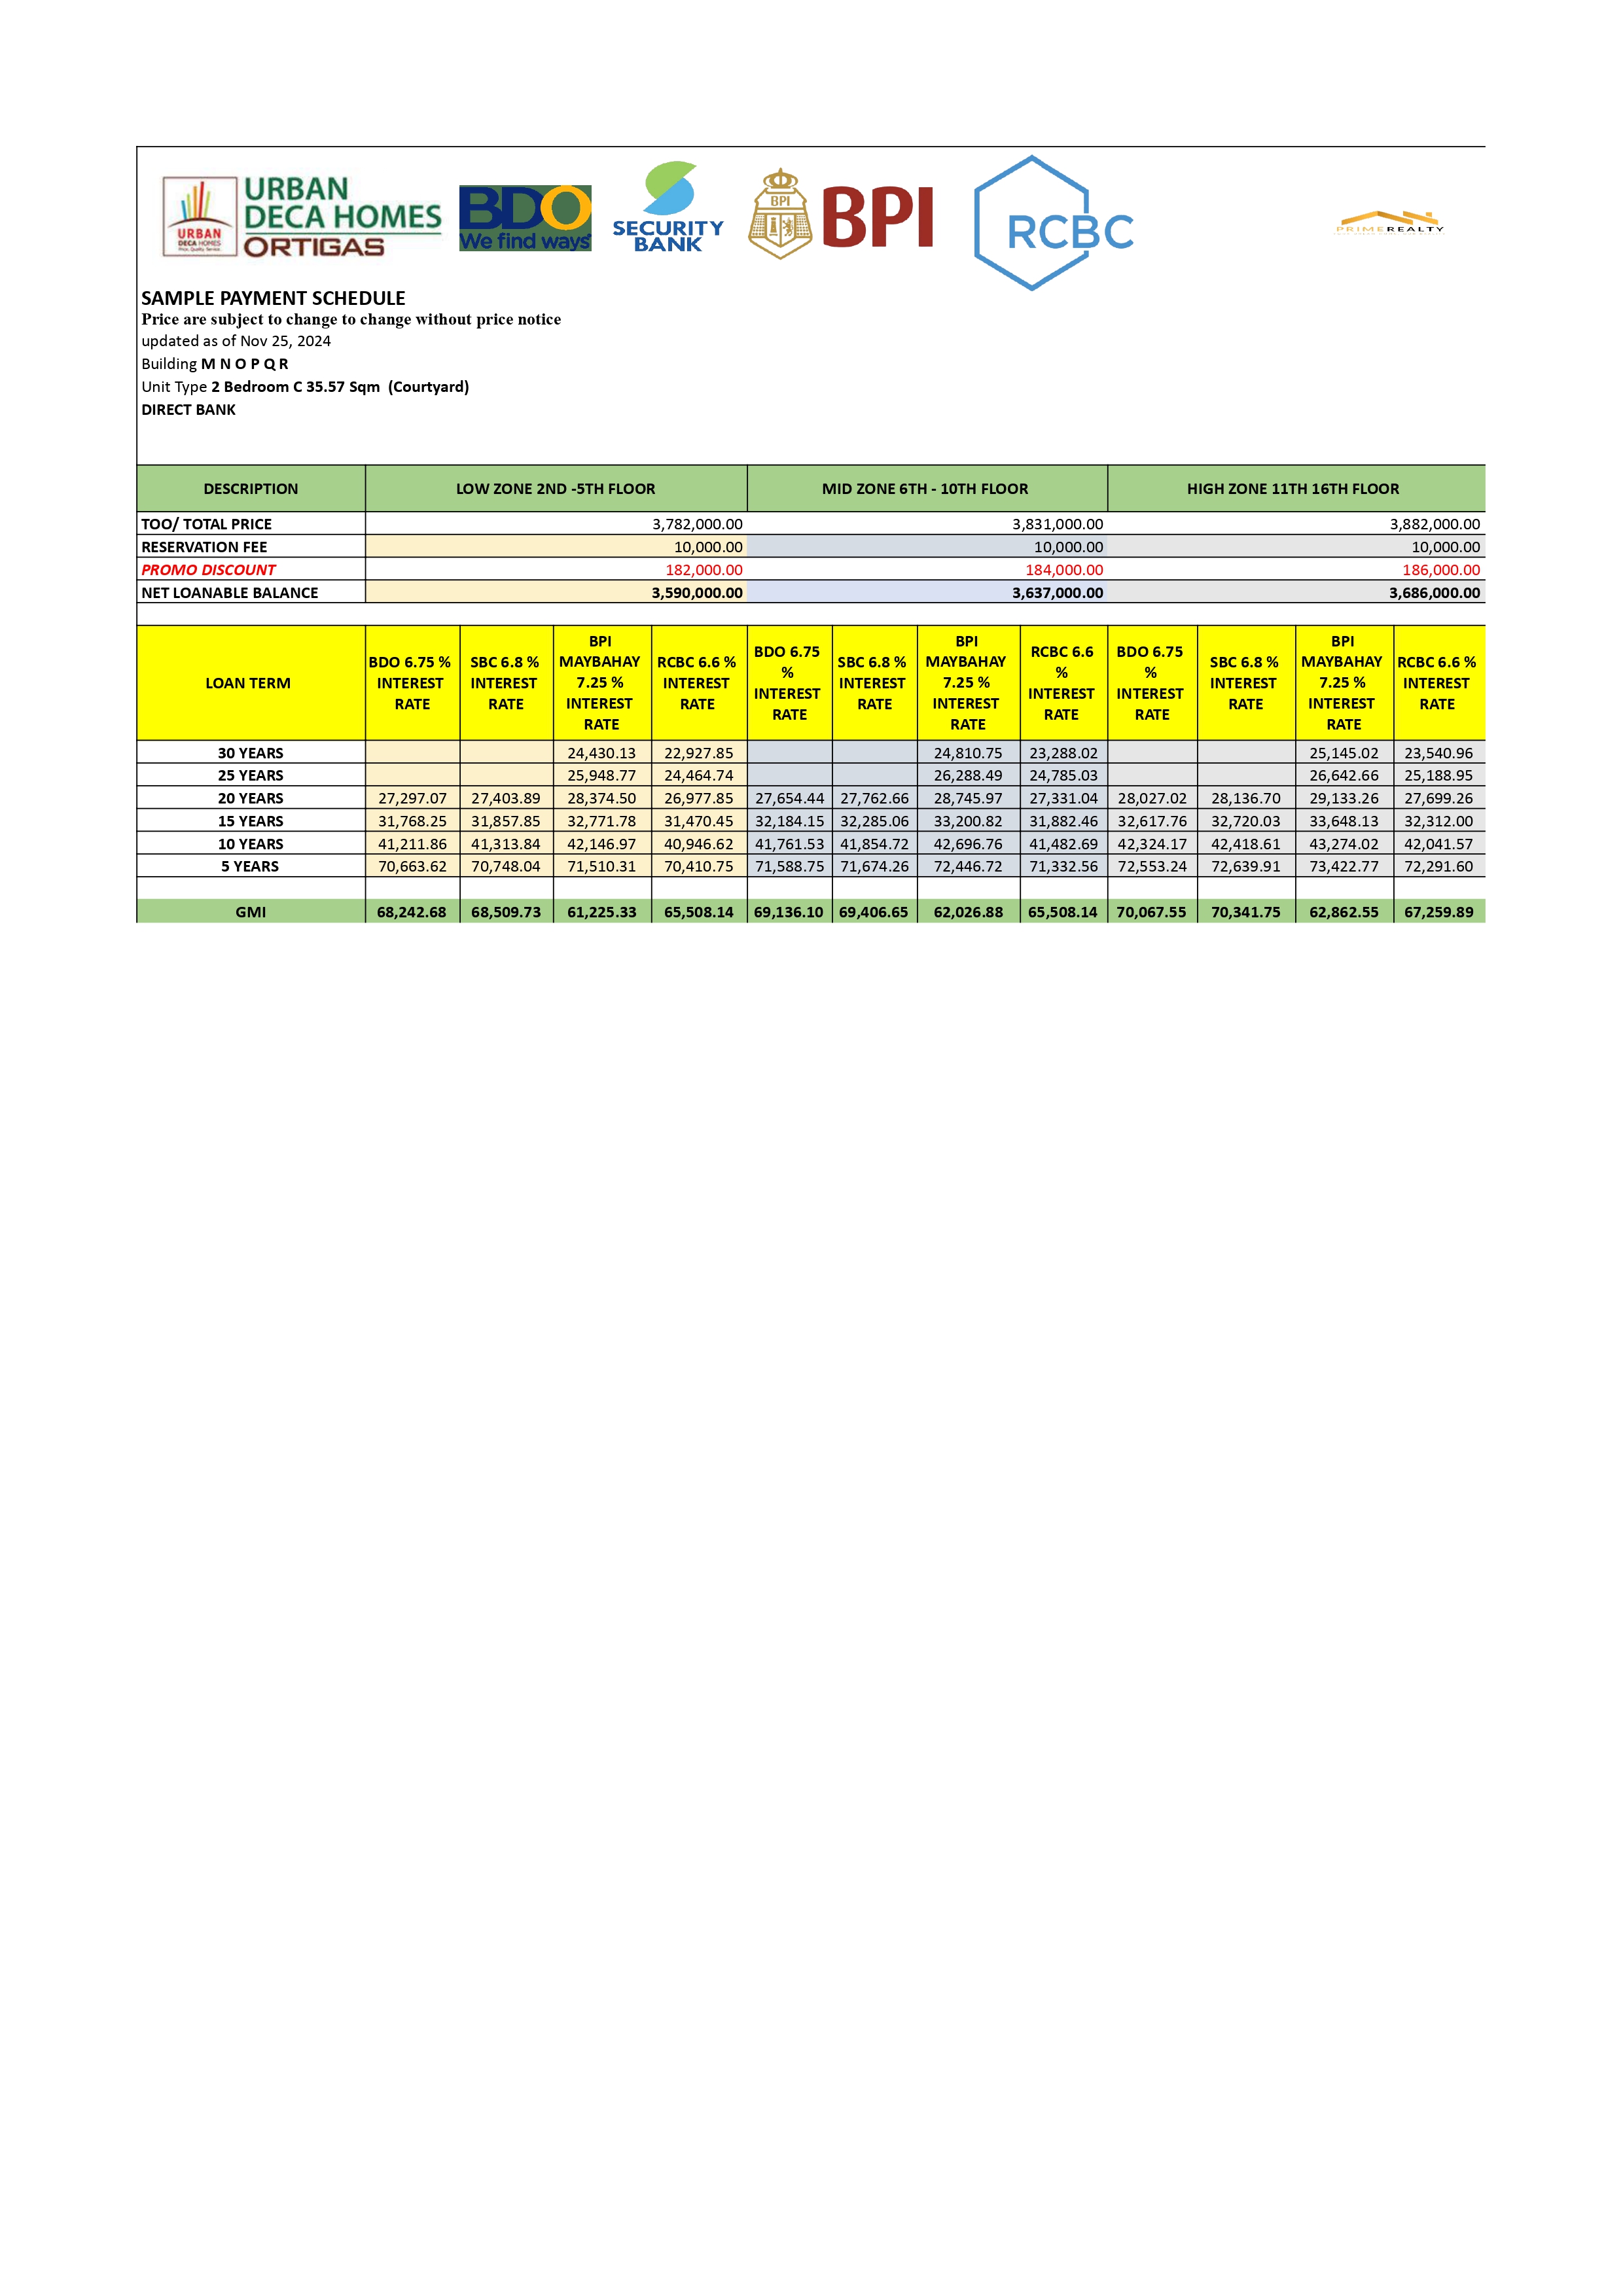 URBAN
DECA HOMES
ORTIGAS
URBAN
DECA HOMES
BDO
We find ways
SECURITY
BANK
BPI
BPI
RCBC
PRIMEREALTY
SAMPLE PAYMENT SCHEDULE
Price are subject to change to change without price notice
updated as of Nov 25, 2024
Building M N O P Q R
Unit Type 2 Bedroom C 35.57 Sqm (Courtyard)
DIRECT BANK
DESCRIPTION LOW ZONE 2ND -5TH FLOOR MID ZONE 6TH - 10TH FLOOR HIGH ZONE 11TH 16TH FLOOR
TOO/ TOTAL PRICE 3,782,000.00 3,831,000.00 3,882,000.00
RESERVATION FEE 10,000.00 10,000.00 10,000.00
PROMO DISCOUNT 182,000.00 184,000.00 186,000.00
NET LOANABLE BALANCE 3,590,000.00 3,637,000.00 3,686,000.00
LOAN TERM BDO 6.75 % INTEREST RATE SBC 6.8 % INTEREST RATE BPI MAYBAHAY 7.25 % INTEREST RATE RCBC 6.6 % INTEREST RATE BDO 6.75 % INTEREST RATE SBC 6.8 % INTEREST RATE BPI MAYBAHAY 7.25 % INTEREST RATE RCBC 6.6 % INTEREST RATE BDO 6.75 % INTEREST RATE SBC 6.8 % INTEREST RATE BPI MAYBAHAY 7.25 % INTEREST RATE RCBC 6.6 % INTEREST RATE
30 YEARS 24,430.13 22,927.85 24,810.75 23,288.02 25,145.02 23,540.96
25 YEARS 25,948.77 24,464.74 26,288.49 24,785.03 26,642.66 25,188.95
20 YEARS 27,297.07 27,403.89 28,374.50 26,977.85 27,654.44 27,762.66 28,745.97 27,331.04 28,027.02 28,136.70 29,133.26 27,699.26
15 YEARS 31,768.25 31,857.85 32,771.78 31,470.45 32,184.15 32,285.06 33,200.82 31,882.46 32,617.76 32,720.03 33,648.13 32,312.00
10 YEARS 41,211.86 41,313.84 42,146.97 40,946.62 41,761.53 41,854.72 42,696.76 41,482.69 42,324.17 42,418.61 43,274.02 42,041.57
5 YEARS 70,663.62 70,748.04 71,510.31 70,410.75 71,588.75 71,674.26 72,446.72 71,332.56 72,553.24 72,639.91 73,422.77 72,291.60
GMI 68,242.68 68,509.73 61,225.33 65,508.14 69,136.10 69,406.65 62,026.88 65,508.14 70,067.55 70,341.75 62,862.55 67,259.89